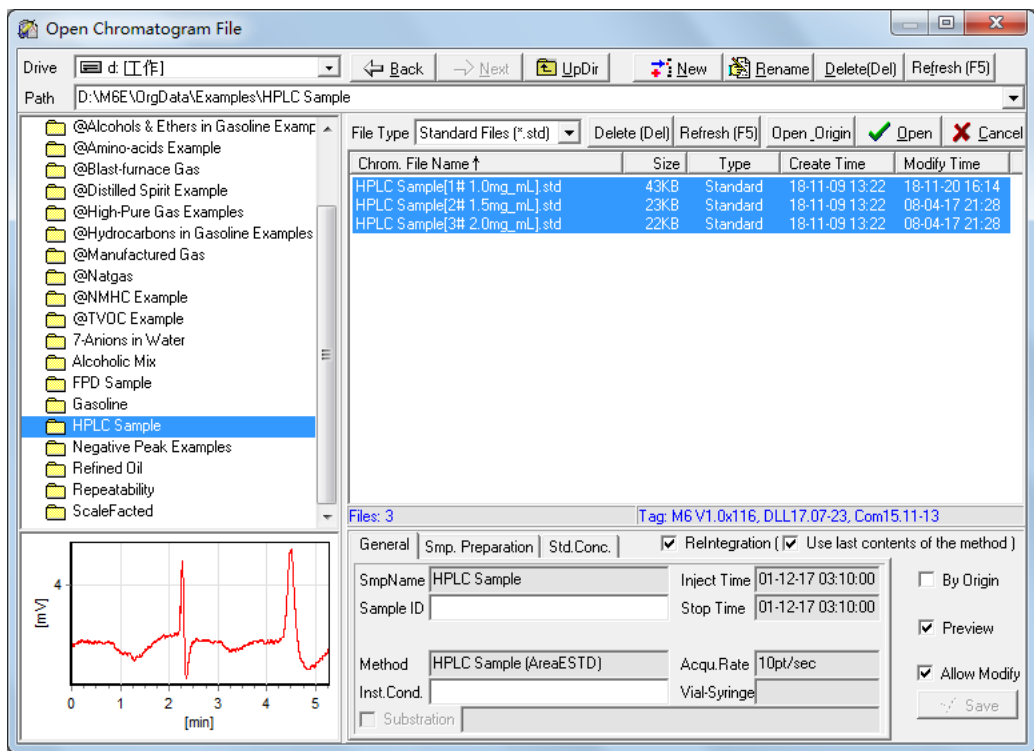 Open Chromatogram File
Drive d: [工作] Back Next UpDir New Rename Delete(Del) Refresh (F5)
Path D:\M6E\OrgData\Examples\HPLC Sample
@Alcohols & Ethers in Gasoline Examp
@Amino-acids Example
@Blast-furnace Gas
@Distilled Spirit Example
@High-Pure Gas Examples
@Hydrocarbons in Gasoline Examples
@Manufactured Gas
@Natgas
@NMHC Example
@TVOC Example
7-Anions in Water
Alcoholic Mix
FPD Sample
Gasoline
HPLC Sample
Negative Peak Examples
Refined Oil
Repeatability
ScaleFacted
File Type Standard Files (*.std) Delete (Del) Refresh (F5) Open_Origin Open Cancel
Chrom. File Name Size Type Create Time Modify Time
HPLC Sample[1# 1.0mg_mL].std 43KB Standard 18-11-09 13:22 18-11-20 16:14
HPLC Sample[2# 1.5mg_mL].std 23KB Standard 18-11-09 13:22 08-04-17 21:28
HPLC Sample[3# 2.0mg_mL].std 22KB Standard 18-11-09 13:22 08-04-17 21:28
Files: 3 Tag: M6 V1.0x116, DLL17.07-23, Com15.11-13
4
[mV]
0 1 2 3 4 5
[min]
General Smp. Preparation Std.Conc. ReIntegration ( Use last contents of the method )
SmpName HPLC Sample Inject Time 01-12-17 03:10:00 By Origin
Sample ID Stop Time 01-12-17 03:10:00
Preview
Method HPLC Sample (AreaESTD) Acqu.Rate 10pt/sec Allow Modify
Inst.Cond. Vial-Syringe Save
Substration